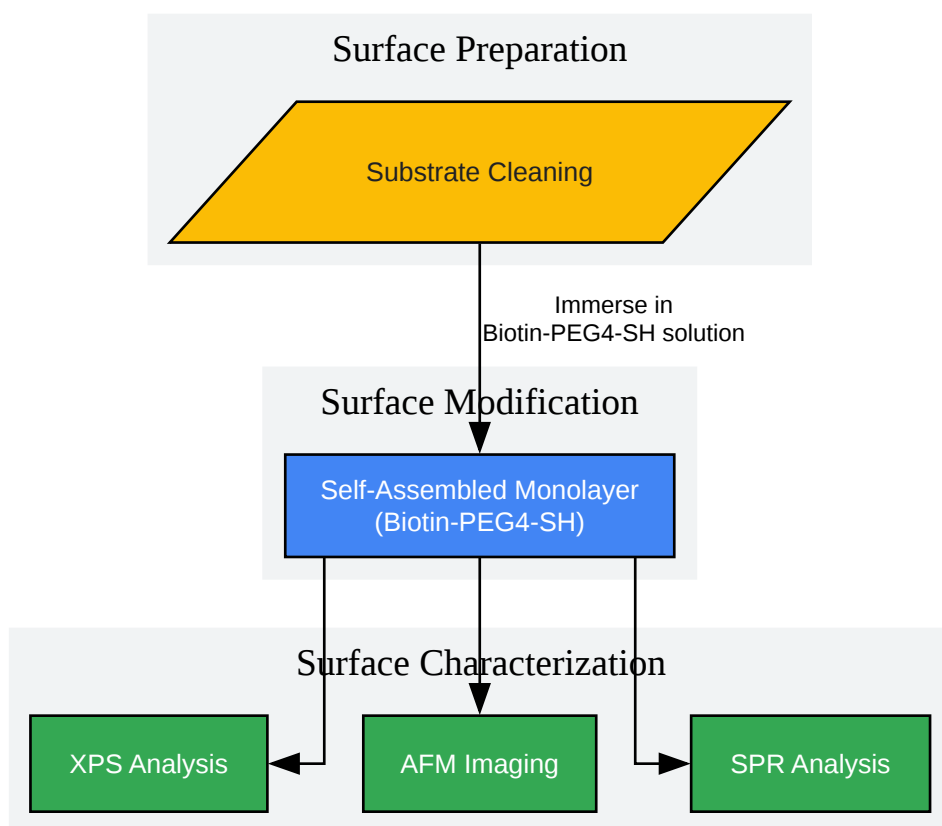 Surface Preparation
Substrate Cleaning
Immerse in
Biotin-PEG4-SH solution
Surface Modification
Self-Assembled Monolayer
(Biotin-PEG4-SH)
Surface Characterization
XPS Analysis
AFM Imaging
SPR Analysis